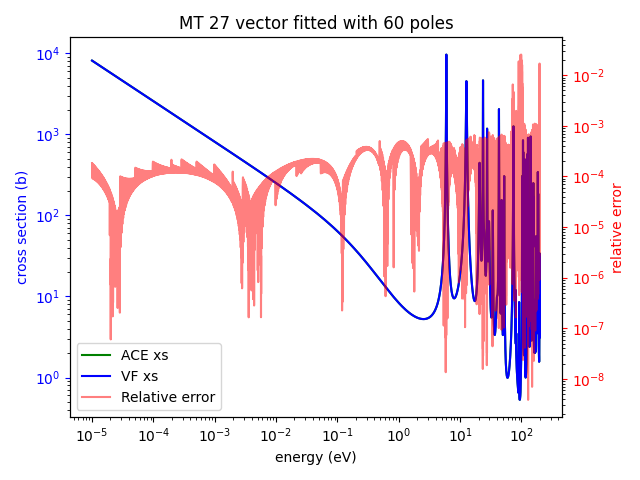 MT 27 vector fitted with 60 poles
cross section (b)
10⁴
10³
10²
10¹
10⁰
10⁻²
10⁻³
10⁻⁴
10⁻⁵
10⁻⁶
10⁻⁷
10⁻⁸
relative error
ACE xs
VF xs
Relative error
10⁻⁵ 10⁻⁴ 10⁻³ 10⁻² 10⁻¹ 10⁰ 10¹ 10²
energy (eV)